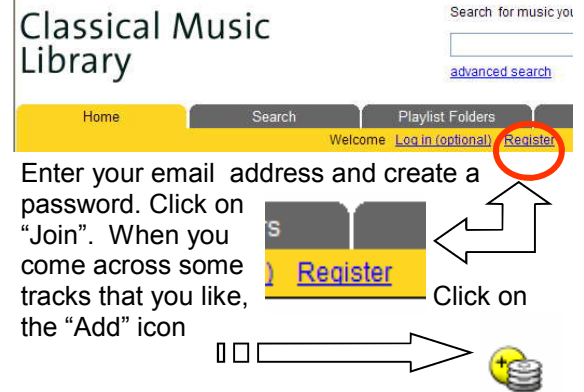 Classical Music
Library
Search for music you
advanced search
Home Search Playlist Folders
Welcome Log in (optional) Register
Enter your email address and create a
password. Click on
"Join". When you
come across some
tracks that you like,
Click on
the "Add" icon
s
) Register